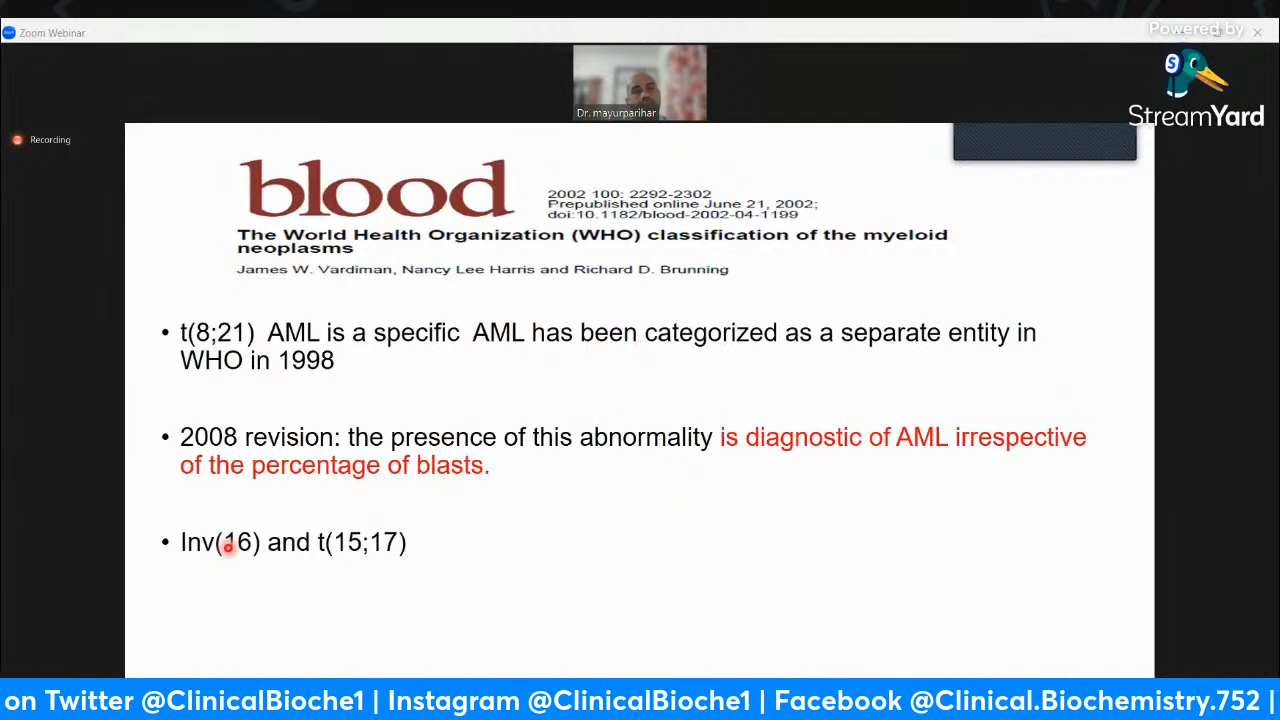 Zoom Webinar
Powered by
StreamYard
Dr. mayurparihar
Recording
blood
2002 100: 2292-2302
Prepublished online June 21, 2002;
doi:10.1182/blood-2002-04-1199
The World Health Organization (WHO) classification of the myeloid
neoplasms
James W. Vardiman, Nancy Lee Harris and Richard D. Brunning
• t(8;21) AML is a specific AML has been categorized as a separate entity in
WHO in 1998
• 2008 revision: the presence of this abnormality is diagnostic of AML irrespective
of the percentage of blasts.
• Inv(16) and t(15;17)
on Twitter @ClinicalBioche1 | Instagram @ClinicalBioche1 | Facebook @Clinical.Biochemistry.752 |